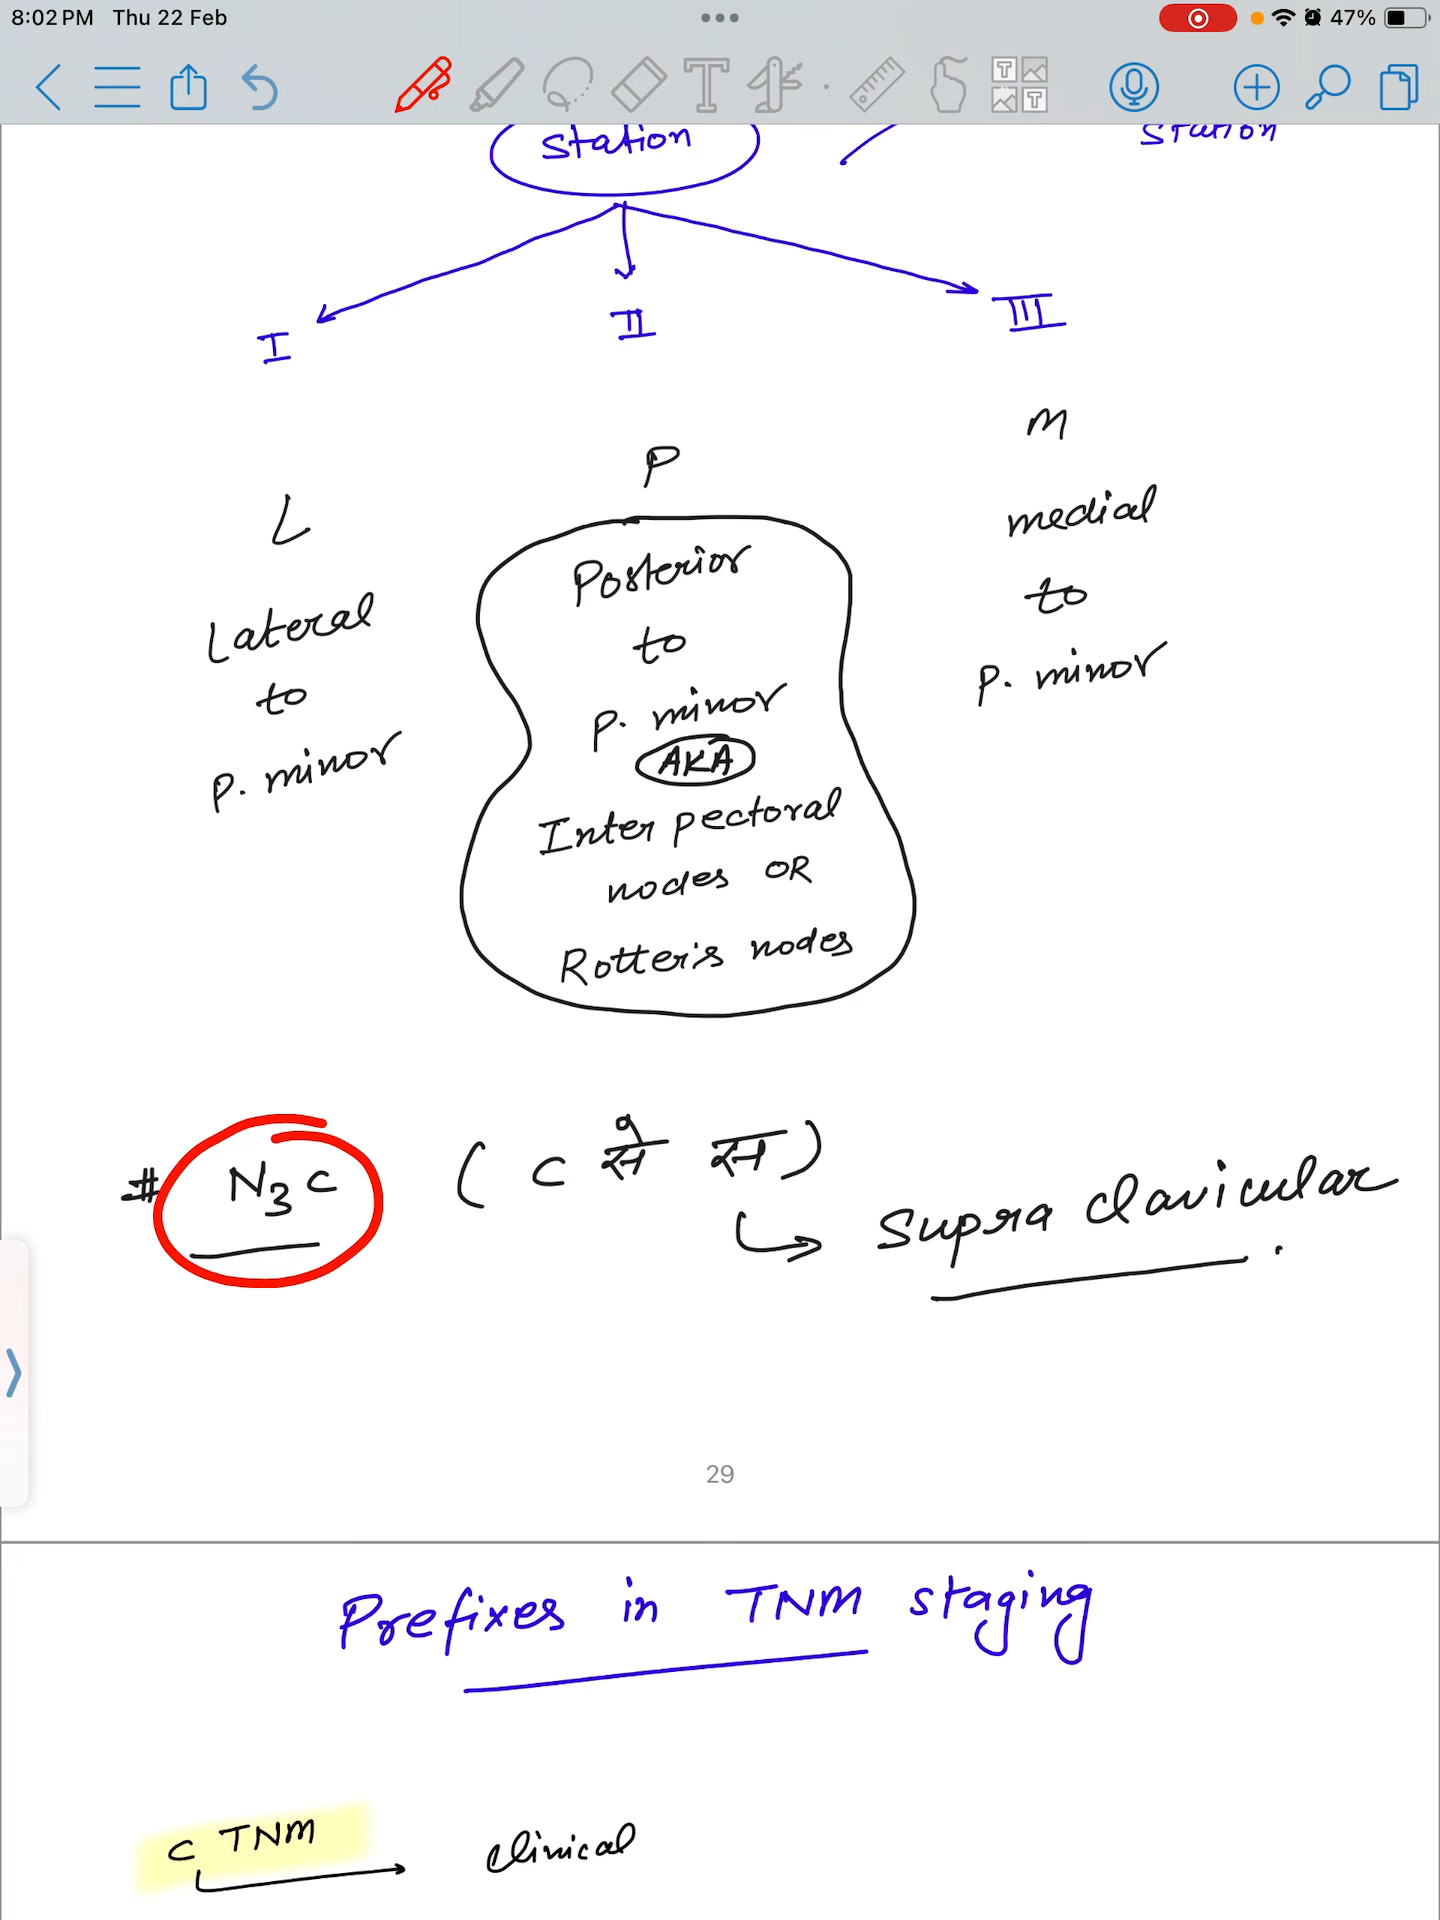 8:02 PM Thu 22 Feb
47%
station
station
I
II
III
L
P
M
Lateral
to
P. minor
Posterior
to
P. minor
AKA
Inter pectoral
nodes OR
Rotter's nodes
medial
to
P. minor
# N3c ( c से स )
Supra clavicular
29
Prefixes in TNM staging
c TNM
clinical